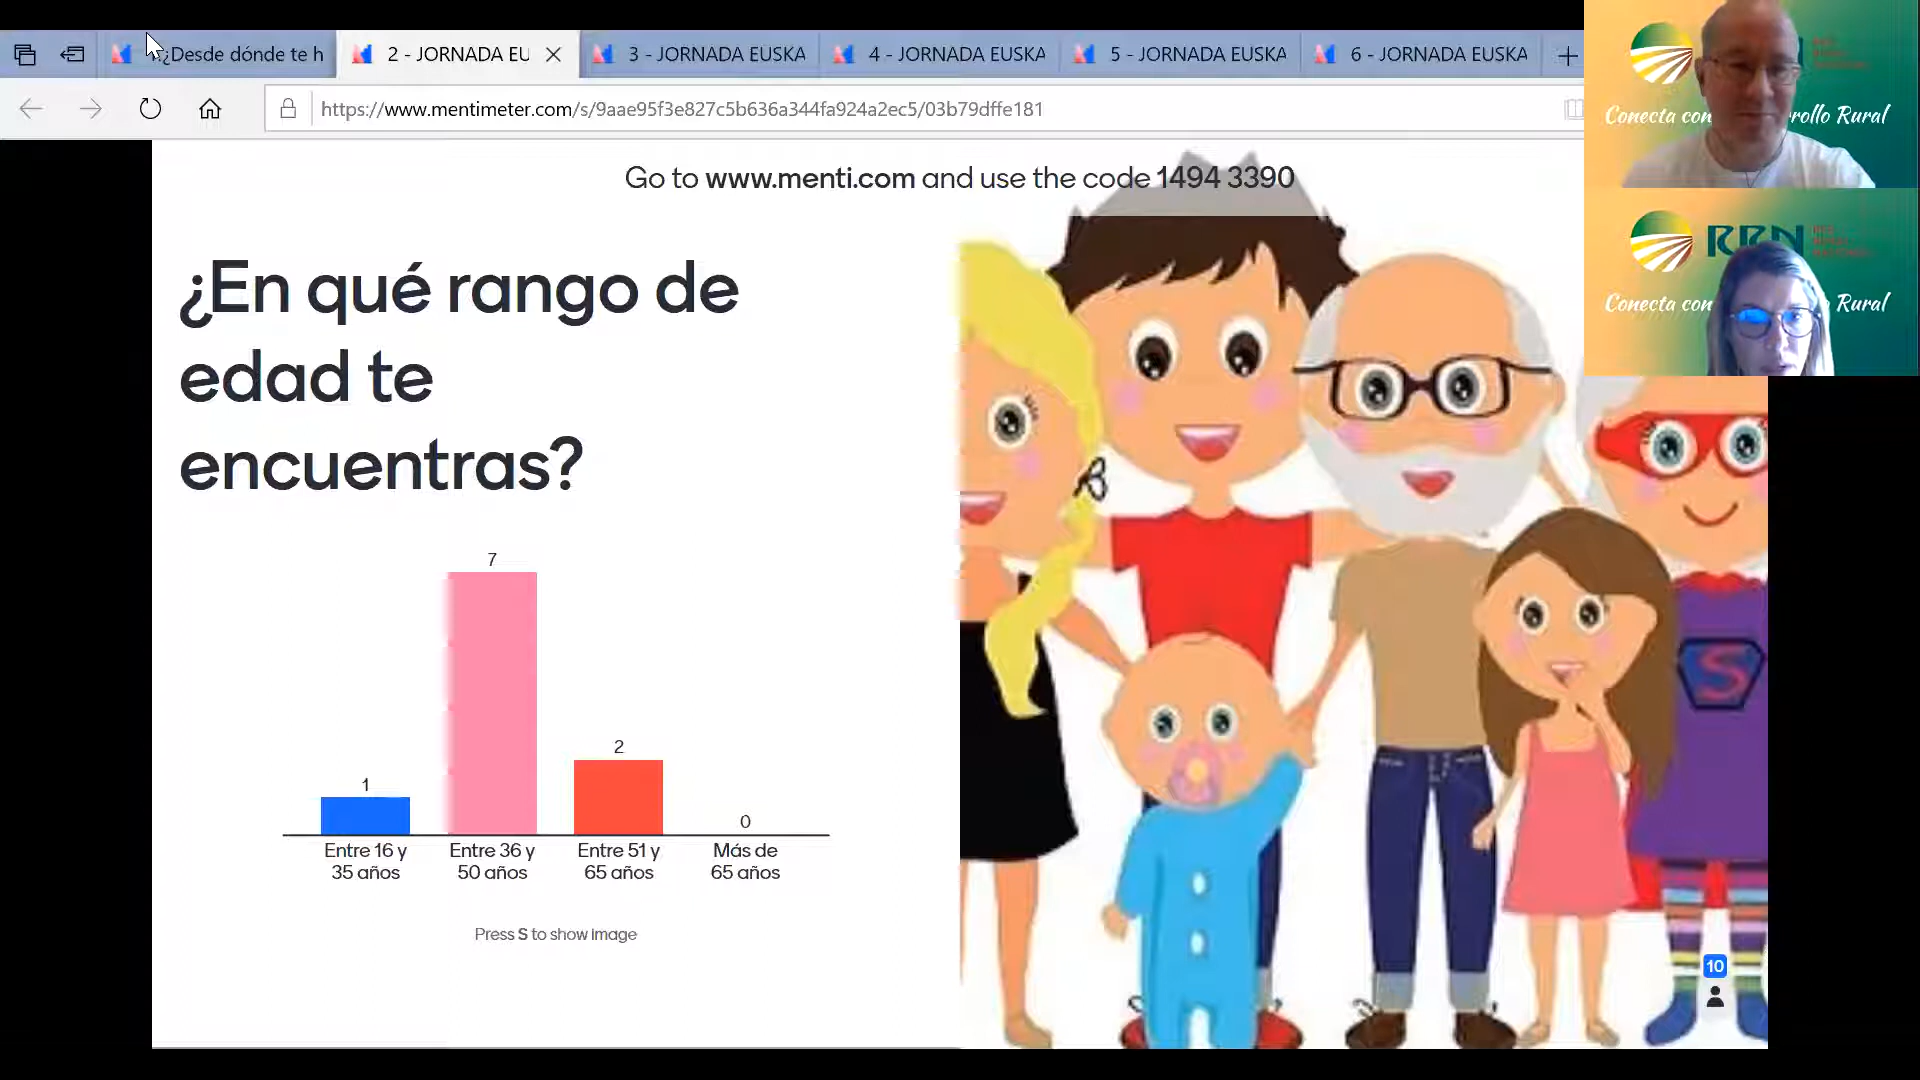 ¿Desde dónde te h
2 - JORNADA EU
3 - JORNADA EUSKA
4 - JORNADA EUSKA
5 - JORNADA EUSKA
6 - JORNADA EUSKA
https://www.mentimeter.com/s/9aae95f3e827c5b636a344fa924a2ec5/03b79dffe181
Conecta con
rollo Rural
RRN
Conecta con
Rural
Go to www.menti.com and use the code 1494 3390
¿En qué rango de
edad te
encuentras?
7
2
1
0
Entre 16 y
35 años
Entre 36 y
50 años
Entre 51 y
65 años
Más de
65 años
Press S to show image
S
10